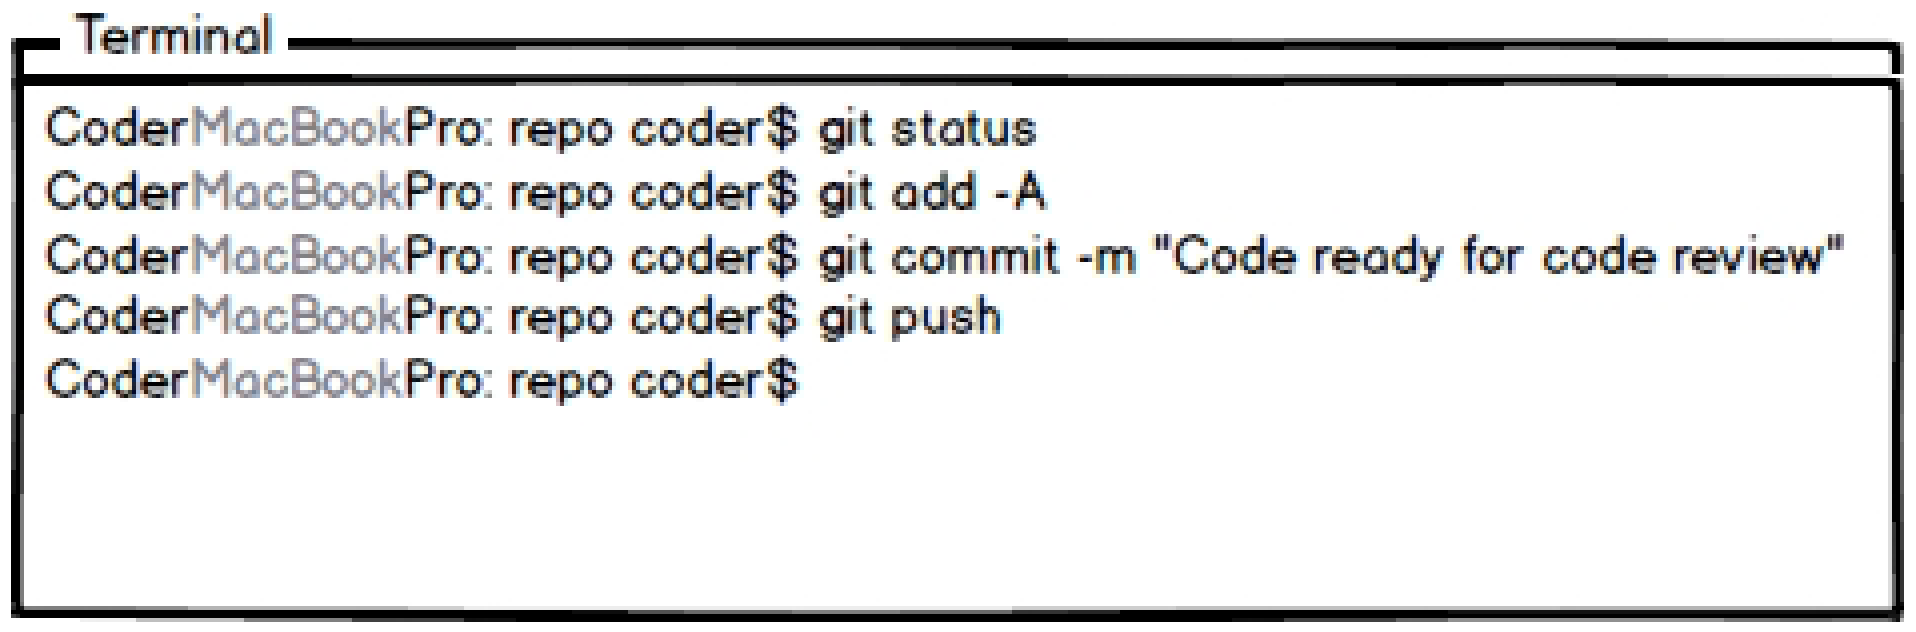 Terminal
CoderMacBookPro: repo coder$ git status
CoderMacBookPro: repo coder$ git add -A
CoderMacBookPro: repo coder$ git commit -m "Code ready for code review"
CoderMacBookPro: repo coder$ git push
CoderMacBookPro: repo coder$